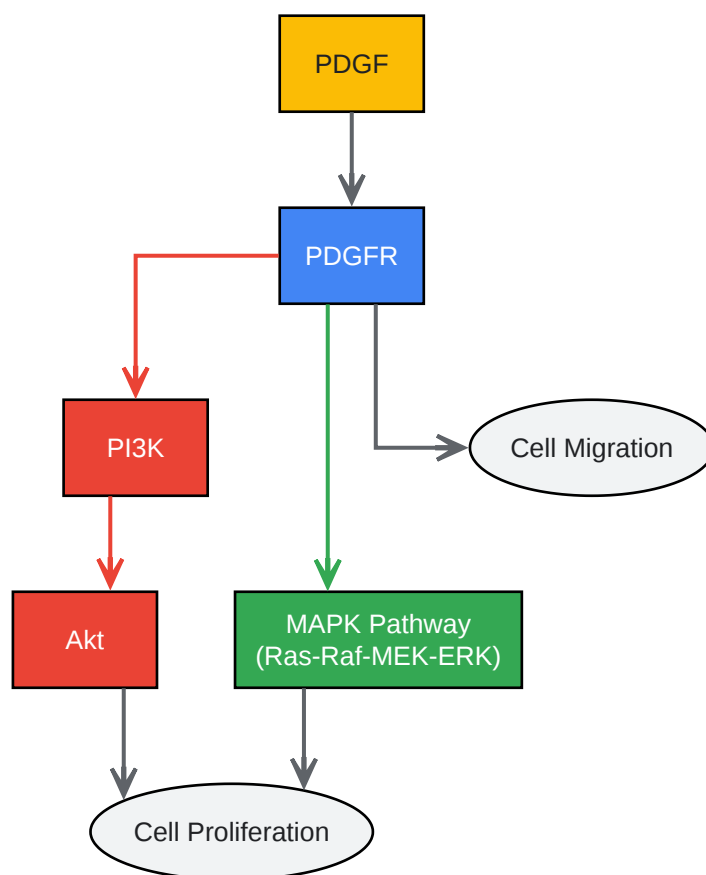 PDGF
PDGFR
PI3K
Cell Migration
Akt
MAPK Pathway
(Ras-Raf-MEK-ERK)
Cell Proliferation